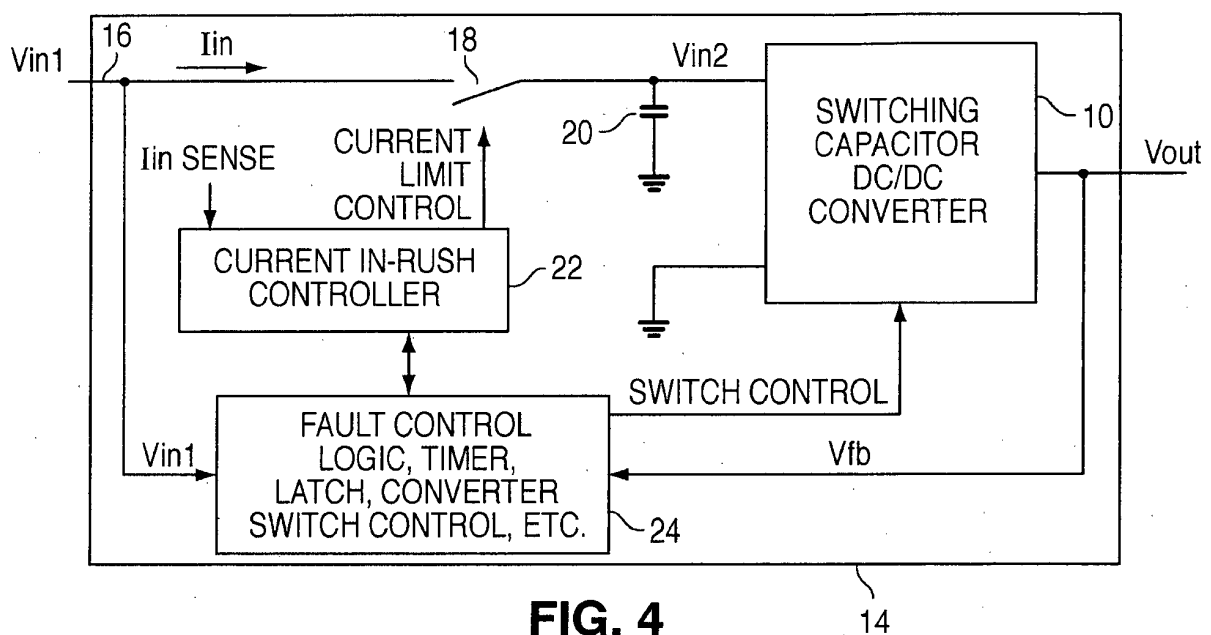 Vin1
16
Iin
18
Vin2
20
SWITCHING
CAPACITOR
DC/DC
CONVERTER
10
Vout
Iin SENSE
CURRENT
LIMIT
CONTROL
CURRENT IN-RUSH
CONTROLLER
22
SWITCH CONTROL
Vin1
FAULT CONTROL
LOGIC, TIMER,
LATCH, CONVERTER
SWITCH CONTROL, ETC.
24
Vfb
14
FIG. 4